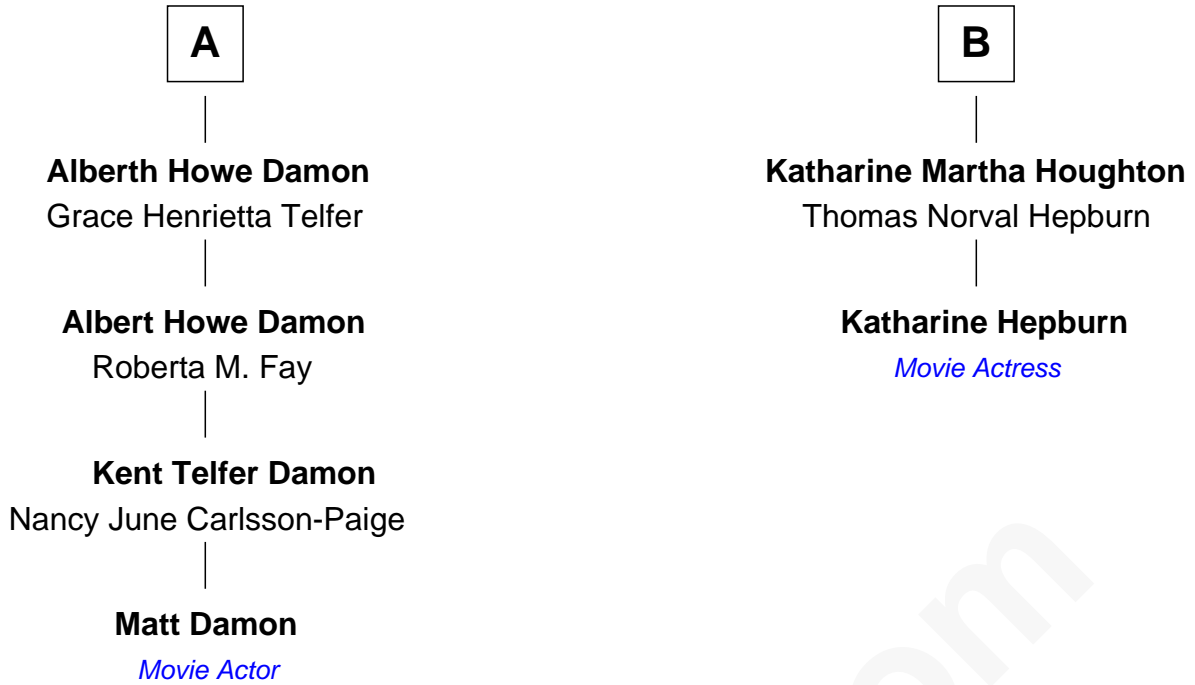 A
Alberth Howe Damon
Grace Henrietta Telfer
Albert Howe Damon
Roberta M. Fay
Kent Telfer Damon
Nancy June Carlsson-Paige
Matt Damon
Movie Actor
B
Katharine Martha Houghton
Thomas Norval Hepburn
Katharine Hepburn
Movie Actress
om